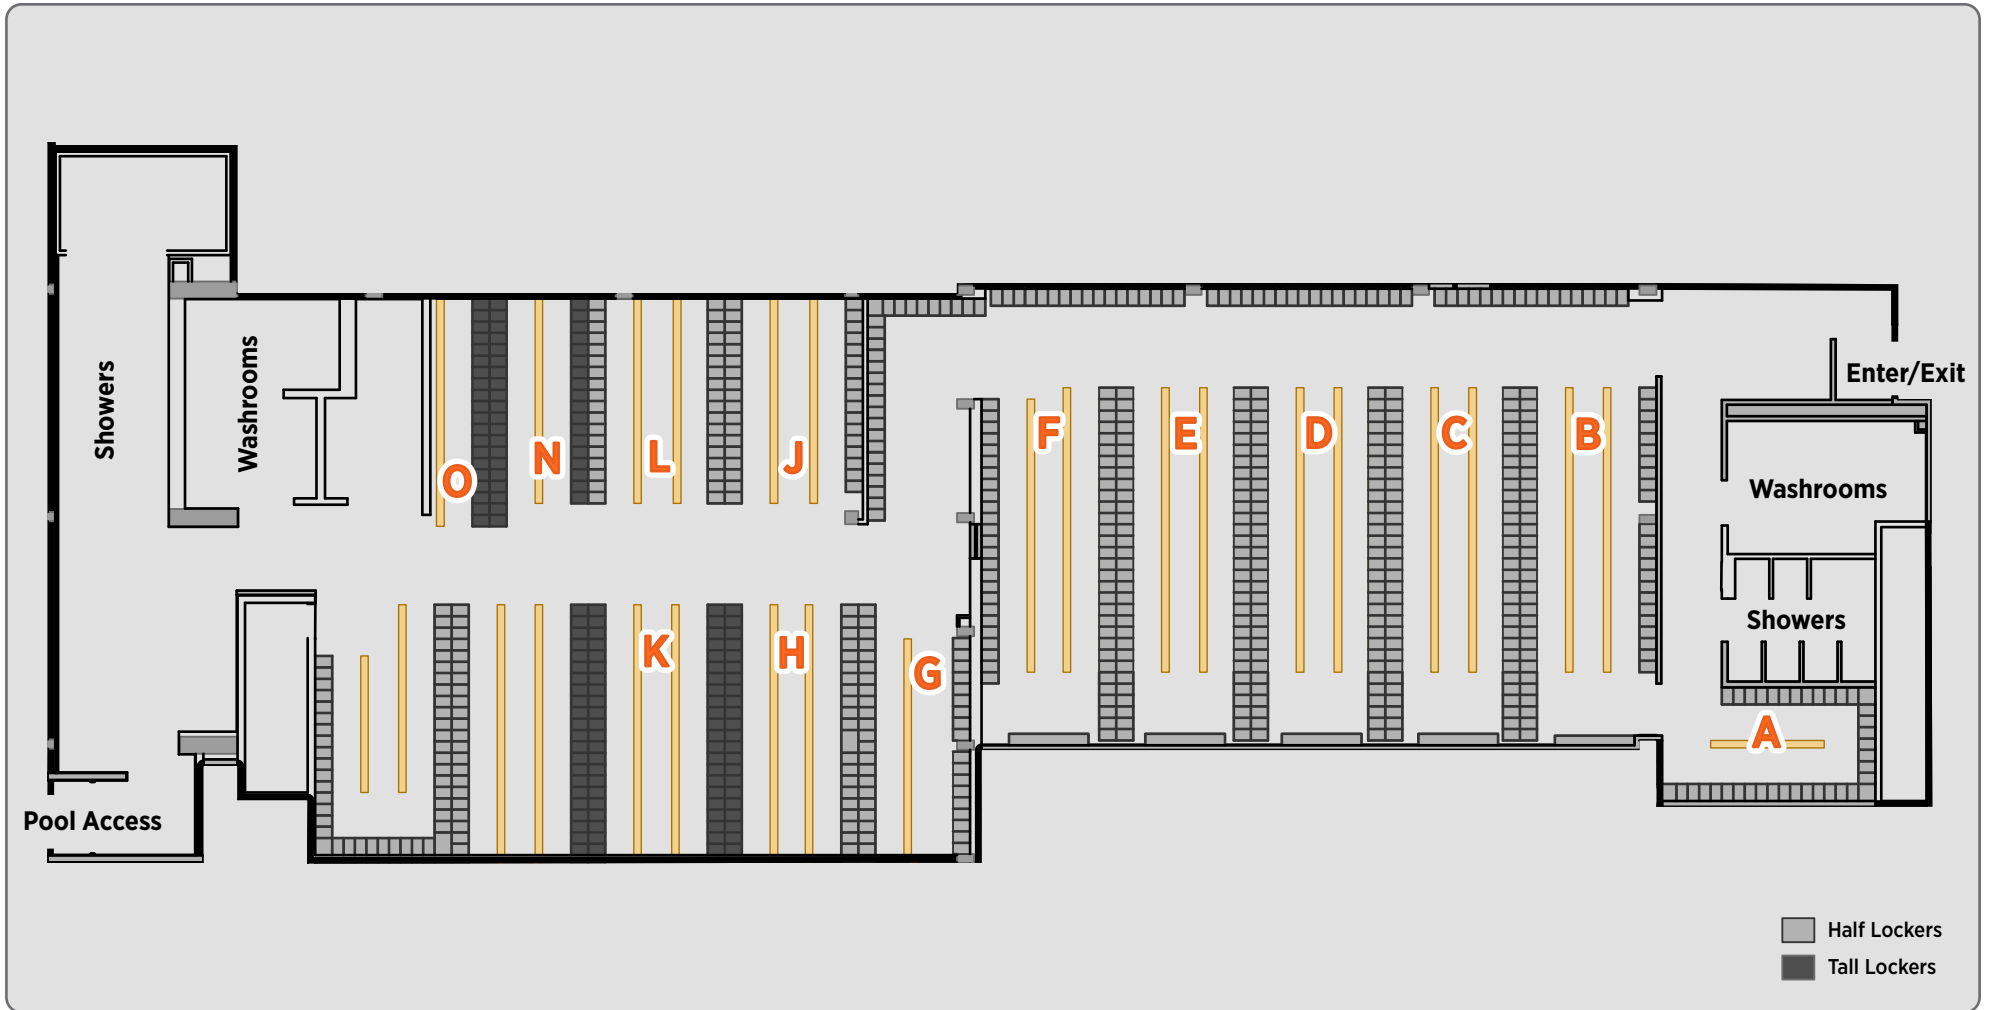 Showers
Washrooms
O
N
L
J
F
E
D
C
B
Enter/Exit
Washrooms
Showers
K
H
G
A
Pool Access
Half Lockers
Tall Lockers